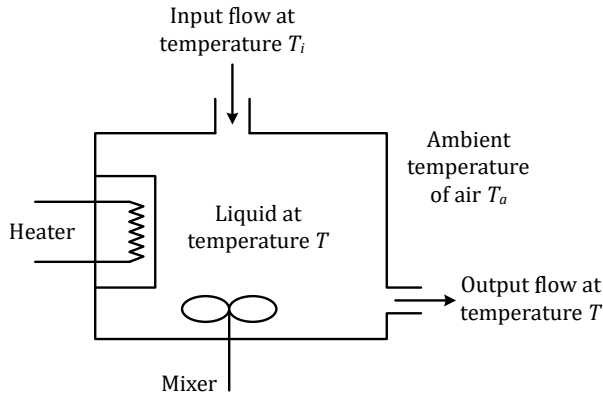 Input flow at
temperature Ti
Ambient
temperature
of air Ta
Heater
Liquid at
temperature T
Output flow at
temperature T
Mixer